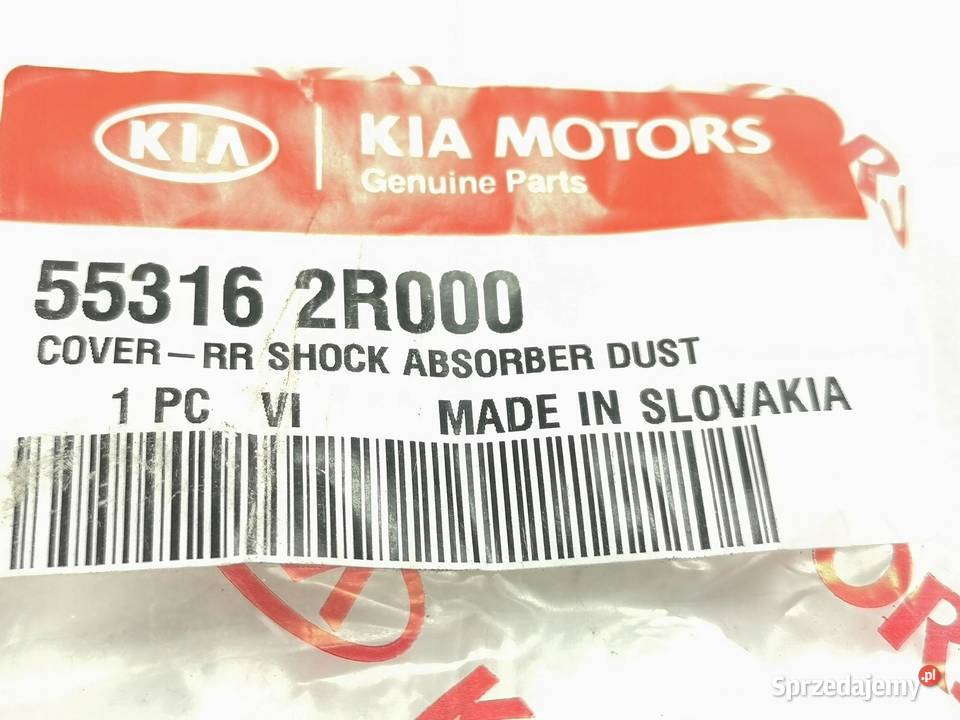 KIA
KIA MOTORS
Genuine Parts
55316 2R000
COVER-RR SHOCK ABSORBER DUST
1 PC VI MADE IN SLOVAKIA
Sprzedajemy.pl